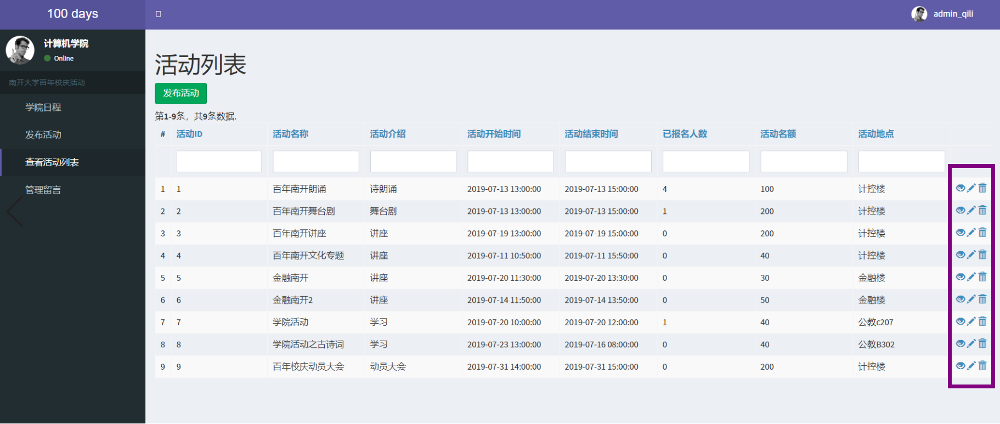 100 days
admin_qili
计算机学院
Online
南开大学百年校庆活动
学院日程
发布活动
查看活动列表
管理留言
活动列表
发布活动
第1-9条，共9条数据.
# 活动ID 活动名称 活动介绍 活动开始时间 活动结束时间 已报名人数 活动名额 活动地点
1 1 百年南开朗诵 诗朗诵 2019-07-13 13:00:00 2019-07-13 15:00:00 4 100 计控楼
2 2 百年南开舞台剧 舞台剧 2019-07-13 13:00:00 2019-07-13 15:00:00 1 200 计控楼
3 3 百年南开讲座 讲座 2019-07-19 13:00:00 2019-07-19 15:00:00 0 200 计控楼
4 4 百年南开文化专题 讲座 2019-07-11 10:50:00 2019-07-11 15:50:00 0 40 计控楼
5 5 金融南开 讲座 2019-07-20 11:30:00 2019-07-20 13:30:00 0 30 金融楼
6 6 金融南开2 讲座 2019-07-14 11:50:00 2019-07-14 13:50:00 0 50 金融楼
7 7 学院活动 学习 2019-07-20 10:00:00 2019-07-20 12:00:00 1 40 公教c207
8 8 学院活动之古诗词 学习 2019-07-23 13:00:00 2019-07-16 08:00:00 0 40 公教B302
9 9 百年校庆动员大会 动员大会 2019-07-31 14:00:00 2019-07-31 15:00:00 0 200 计控楼